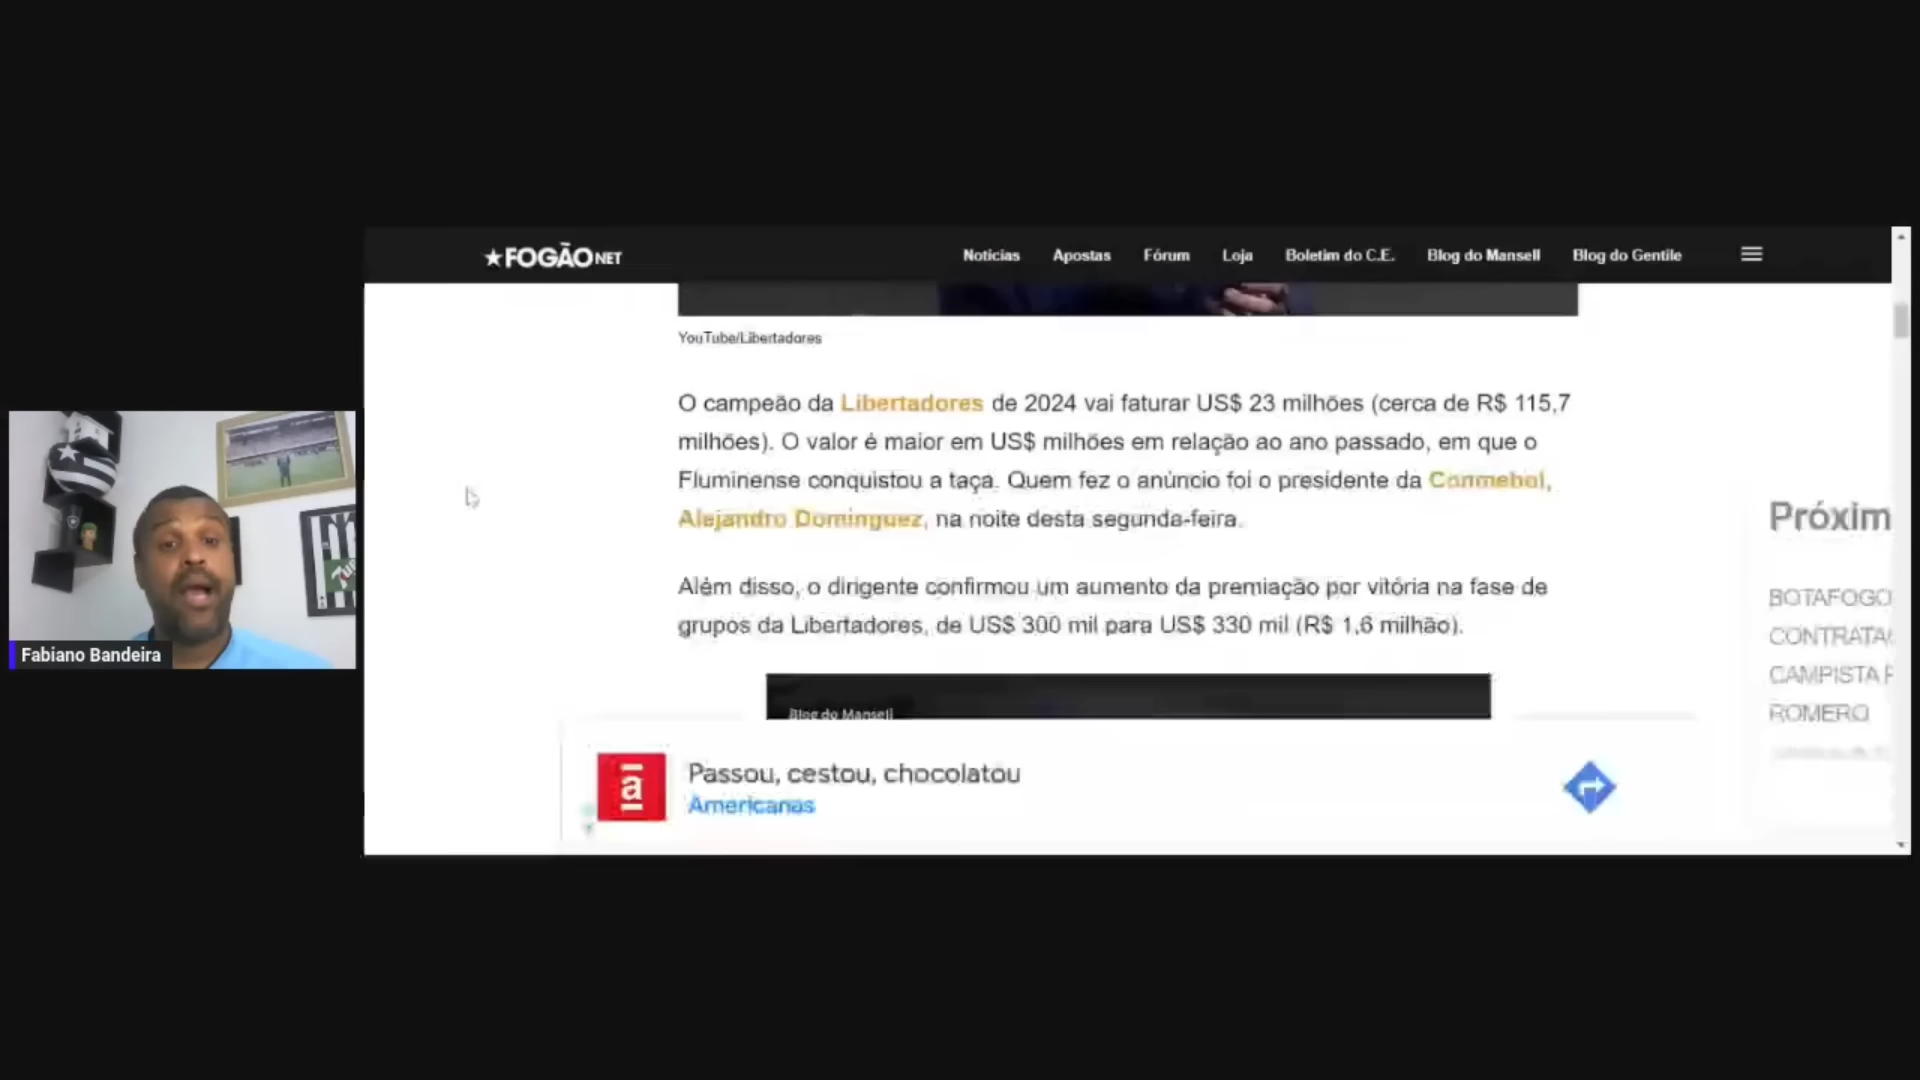 ★FOGÃO NET
Notícias Apostas Fórum Loja Boletim do C.E. Blog do Mansell Blog do Gentile
YouTube/Libertadores
O campeão da Libertadores de 2024 vai faturar US$ 23 milhões (cerca de R$ 115,7
milhões). O valor é maior em US$ milhões em relação ao ano passado, em que o
Fluminense conquistou a taça. Quem fez o anúncio foi o presidente da Conmebol,
Alejandro Domínguez, na noite desta segunda-feira.
Além disso, o dirigente confirmou um aumento da premiação por vitória na fase de
grupos da Libertadores, de US$ 300 mil para US$ 330 mil (R$ 1,6 milhão).
Blog do Mansell
Próxim
BOTAFOGO
CONTRATA
CAMPISTA
ROMERO
a
Passou, cestou, chocolatou
Americanas
Fabiano Bandeira
7U